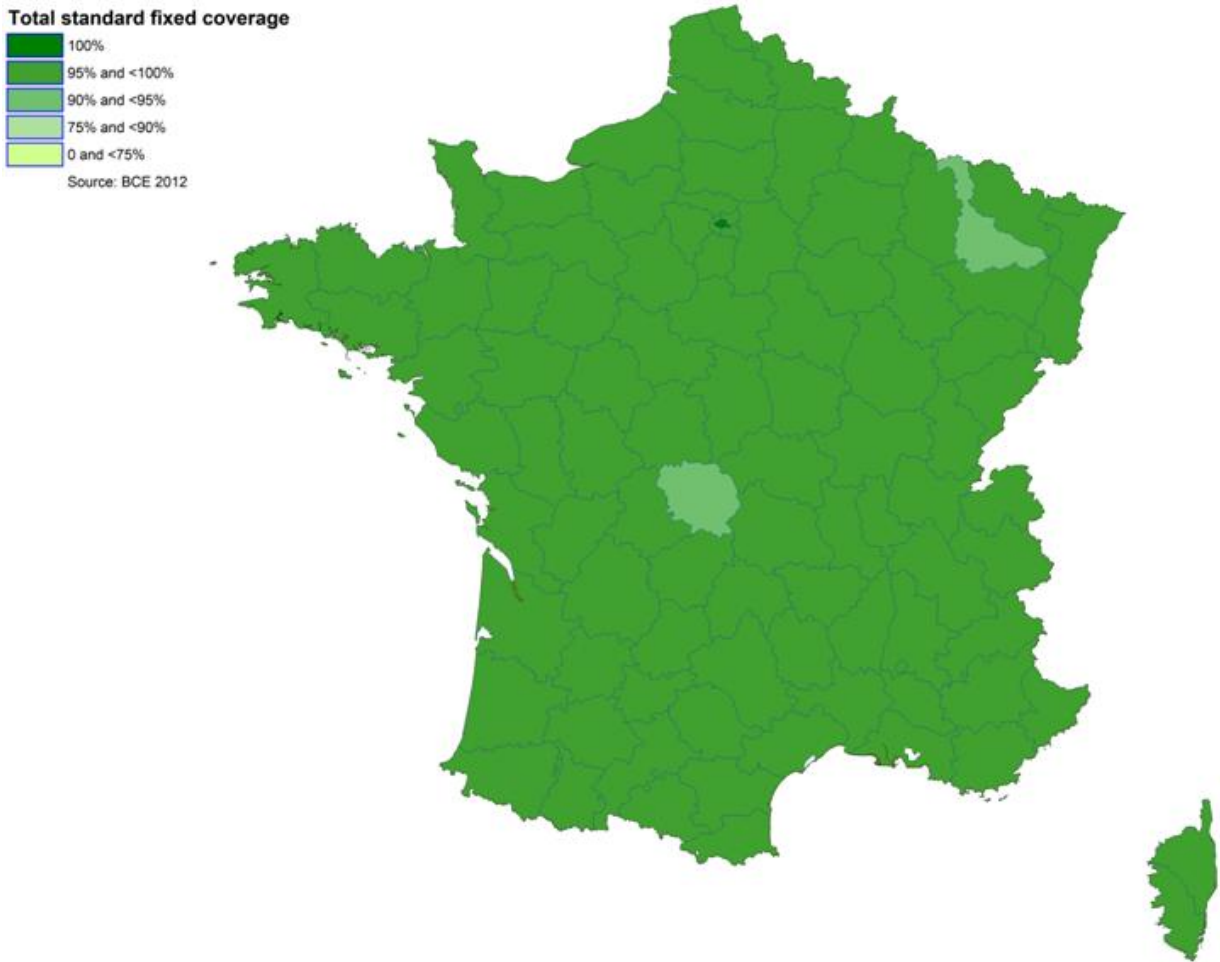 Total standard fixed coverage
100%
95% and <100%
90% and <95%
75% and <90%
0 and <75%
Source: BCE 2012